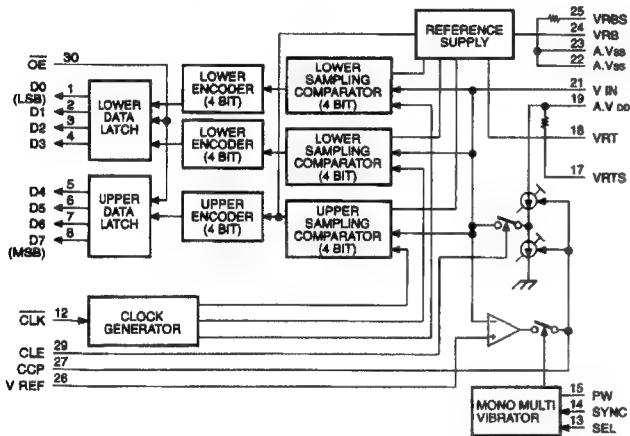 25 VRBS
24 VRB
23 A.Vss
22 A.Vss
21 V IN
19 A.V DD
18 VRT
17 VRTS
REFERENCE
SUPPLY
30
OE
D0 1
(LSB)
D1 2
D2 3
D3 4
LOWER
DATA
LATCH
LOWER
ENCODER
(4 BIT)
LOWER
SAMPLING
COMPARATOR
(4 BIT)
LOWER
ENCODER
(4 BIT)
LOWER
SAMPLING
COMPARATOR
(4 BIT)
D4 5
D5 6
D6 7
D7 8
(MSB)
UPPER
DATA
LATCH
UPPER
ENCODER
(4 BIT)
UPPER
SAMPLING
COMPARATOR
(4 BIT)
CLK 12
CLOCK
GENERATOR
CLE 29
CCP 27
V REF 26
MONO MULTI
VIBRATOR
15 PW
14 SYNC
13 SEL